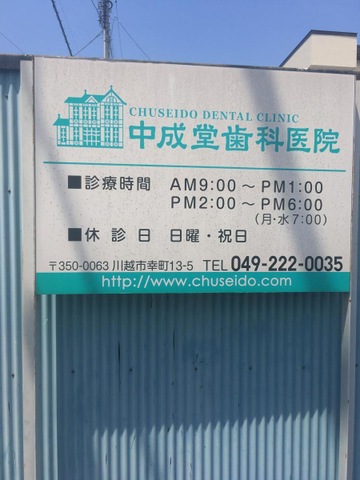 CHUSEIDO DENTAL CLINIC
中成堂歯科医院
■診療時間 AM9:00～PM1:00
PM2:00～PM6:00
(月・水7:00)
■休診日 日曜・祝日
〒350-0063 川越市幸町13-5 TEL 049-222-0035
http://www.chuseido.com